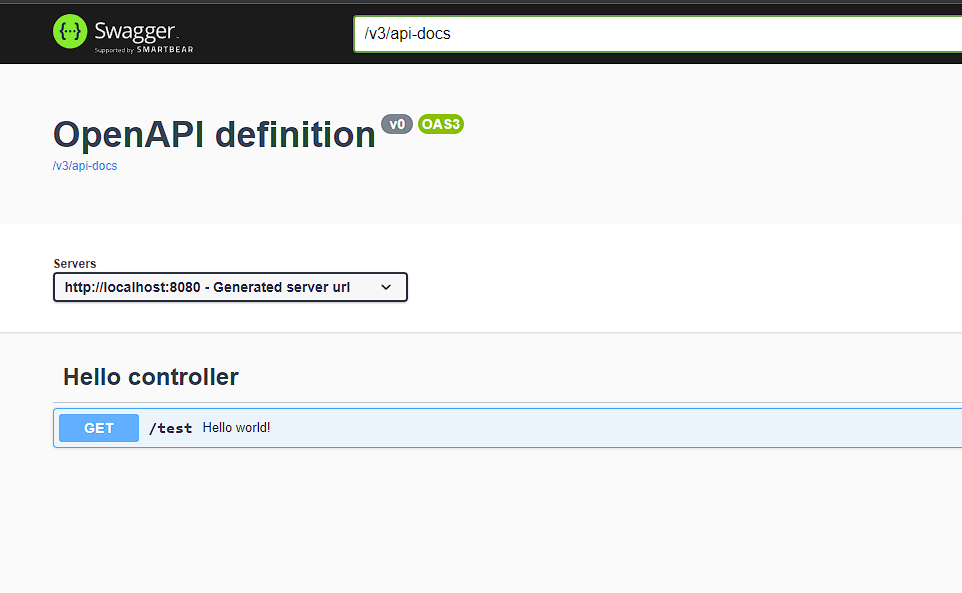 Swagger.
Supported by SMARTBEAR
/v3/api-docs
OpenAPI definition v0 OAS3
/v3/api-docs
Servers
http://localhost:8080 - Generated server url
Hello controller
GET /test Hello world!